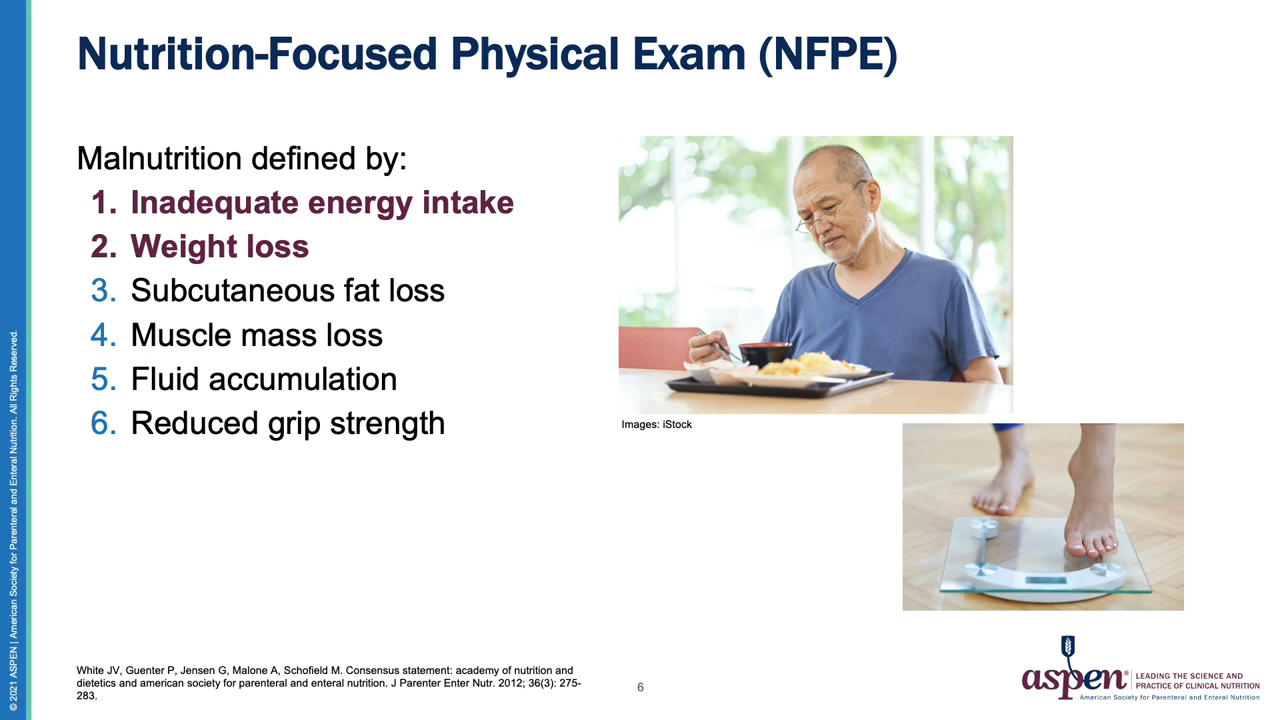 Nutrition-Focused Physical Exam (NFPE)
Malnutrition defined by:
1. Inadequate energy intake
2. Weight loss
3. Subcutaneous fat loss
4. Muscle mass loss
5. Fluid accumulation
6. Reduced grip strength
Images: iStock
White JV, Guenter P, Jensen G, Malone A, Schofield M. Consensus statement: academy of nutrition and
dietetics and american society for parenteral and enteral nutrition. J Parenter Enter Nutr. 2012; 36(3): 275-
283.
6
aspen®
LEADING THE SCIENCE AND
PRACTICE OF CLINICAL NUTRITION
American Society for Parenteral and Enteral Nutrition
© 2021 ASPEN | American Society for Parenteral and Enteral Nutrition. All Rights Reserved.